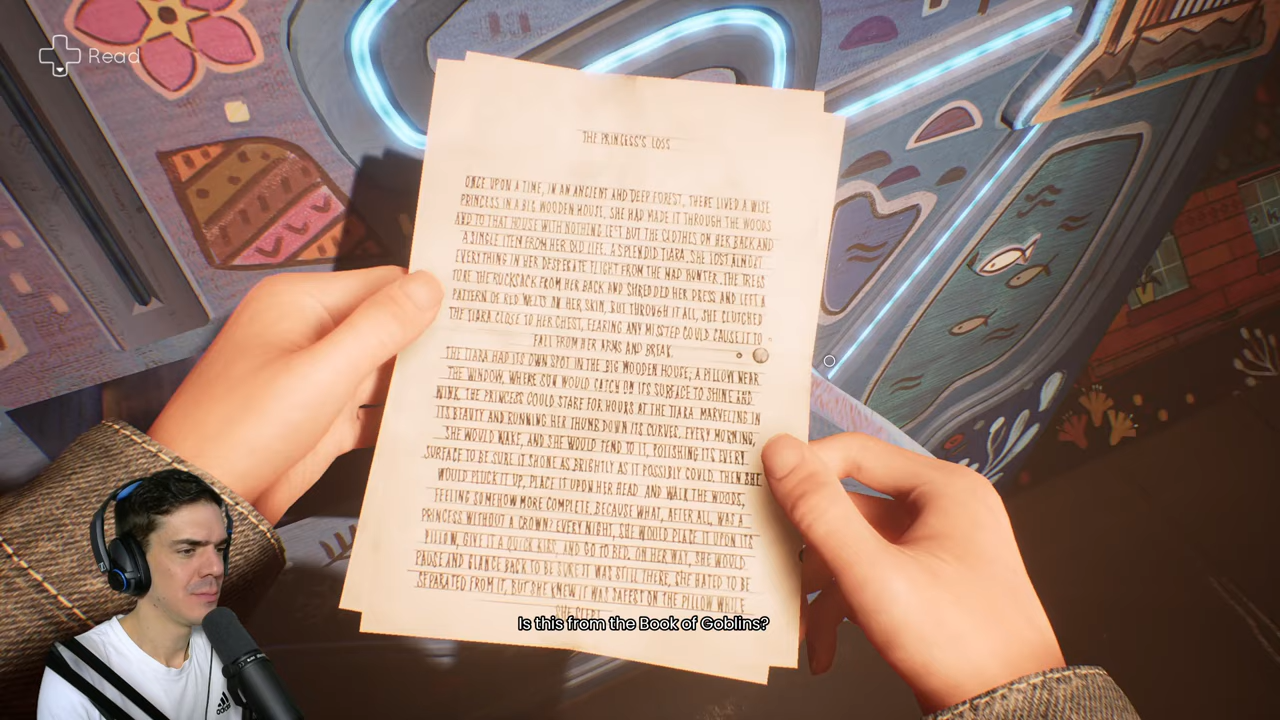 Read
THE PRINCESS'S LOSS
ONCE UPON A TIME, IN AN ANCIENT AND DEEP FOREST, THERE LIVED A WISE
PRINCESS IN A BIG WOODEN HOUSE. SHE HAD MADE IT THROUGH THE WOODS
AND TO THAT HOUSE WITH NOTHING LEFT BUT THE CLOTHES ON HER BACK AND
A SINGLE ITEM FROM HER OLD LIFE, A SPLENDID TIARA. SHE LOST ALMOST
EVERYTHING IN HER DESPERATE FLIGHT FROM THE MAD HUNTER. THE TREES
TORE THE RUCKSACK FROM HER BACK AND SHREDDED HER DRESS AND LEFT A
PATTERN OF RED WELTS ON HER SKIN, BUT THROUGH IT ALL, SHE CLUTCHED
THE TIARA CLOSE TO HER CHEST, FEARING ANY MISSTEP COULD CAUSE IT TO
FALL FROM HER ARMS AND BREAK.
THE TIARA HAD ITS OWN SPOT IN THE BIG WOODEN HOUSE; A PILLOW NEAR
THE WINDOW, WHERE SUN WOULD CATCH ON ITS SURFACE TO SHINE AND
WINK. THE PRINCESS COULD STARE FOR HOURS AT THE TIARA. MARVELING IN
ITS BEAUTY AND RUNNING HER THUMB DOWN ITS CURVES. EVERY MORNING,
SHE WOULD WAKE, AND SHE WOULD TEND TO IT, POLISHING ITS EVERY
SURFACE TO BE SURE IT SHONE AS BRIGHTLY AS IT POSSIBLY COULD. THEN SHE
WOULD PLUCK IT UP, PLACE IT UPON HER HEAD AND WALK THE WOODS,
FEELING SOMEHOW MORE COMPLETE, BECAUSE WHAT, AFTER ALL, WAS A
PRINCESS WITHOUT A CROWN? EVERY NIGHT, SHE WOULD PLACE IT UPON ITS
PILLOW, GIVE IT A QUICK KISS, AND GO TO BED. ON HER WAY, SHE WOULD
PAUSE AND GLANCE BACK TO BE SURE IT WAS STILL THERE, SHE HATED TO BE
SEPARATED FROM IT, BUT SHE KNEW IT WAS SAFEST ON THE PILLOW WHILE
SHE SLEPT.
Is this from the Book of Goblins?
adidas